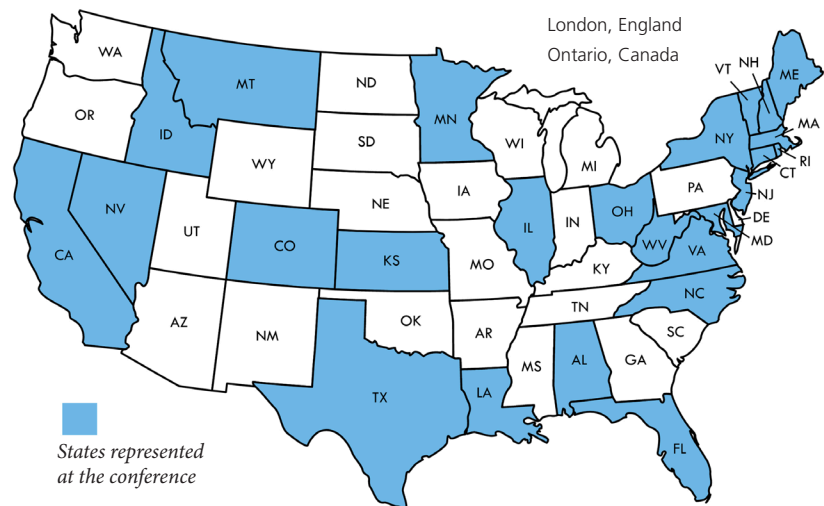 London, England
Ontario, Canada
WA
OR
CA
NV
ID
MT
WY
UT
AZ
CO
NM
ND
SD
NE
KS
OK
TX
MN
IA
MO
AR
LA
WI
IL
MI
IN
OH
KY
TN
MS
AL
GA
FL
SC
NC
VA
WV
PA
NY
VT
NH
ME
MA
RI
CT
NJ
DE
MD
States represented
at the conference